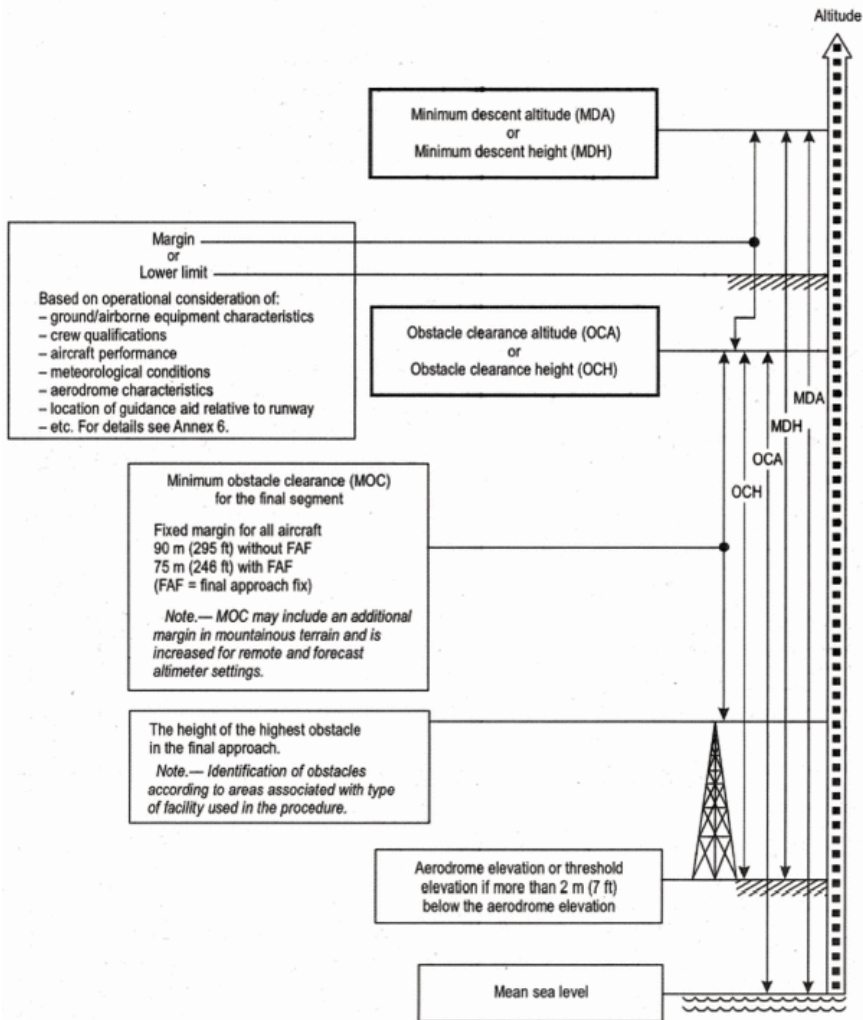 Altitude
Minimum descent altitude (MDA)
or
Minimum descent height (MDH)
Margin
or
Lower limit
Based on operational consideration of:
– ground/airborne equipment characteristics
– crew qualifications
– aircraft performance
– meteorological conditions
– aerodrome characteristics
– location of guidance aid relative to runway
– etc. For details see Annex 6.
Obstacle clearance altitude (OCA)
or
Obstacle clearance height (OCH)
MDA
MDH
OCA
OCH
Minimum obstacle clearance (MOC)
for the final segment
Fixed margin for all aircraft
90 m (295 ft) without FAF
75 m (246 ft) with FAF
(FAF = final approach fix)
Note.— MOC may include an additional
margin in mountainous terrain and is
increased for remote and forecast
altimeter settings.
The height of the highest obstacle
in the final approach.
Note.— Identification of obstacles
according to areas associated with type
of facility used in the procedure.
Aerodrome elevation or threshold
elevation if more than 2 m (7 ft)
below the aerodrome elevation
Mean sea level